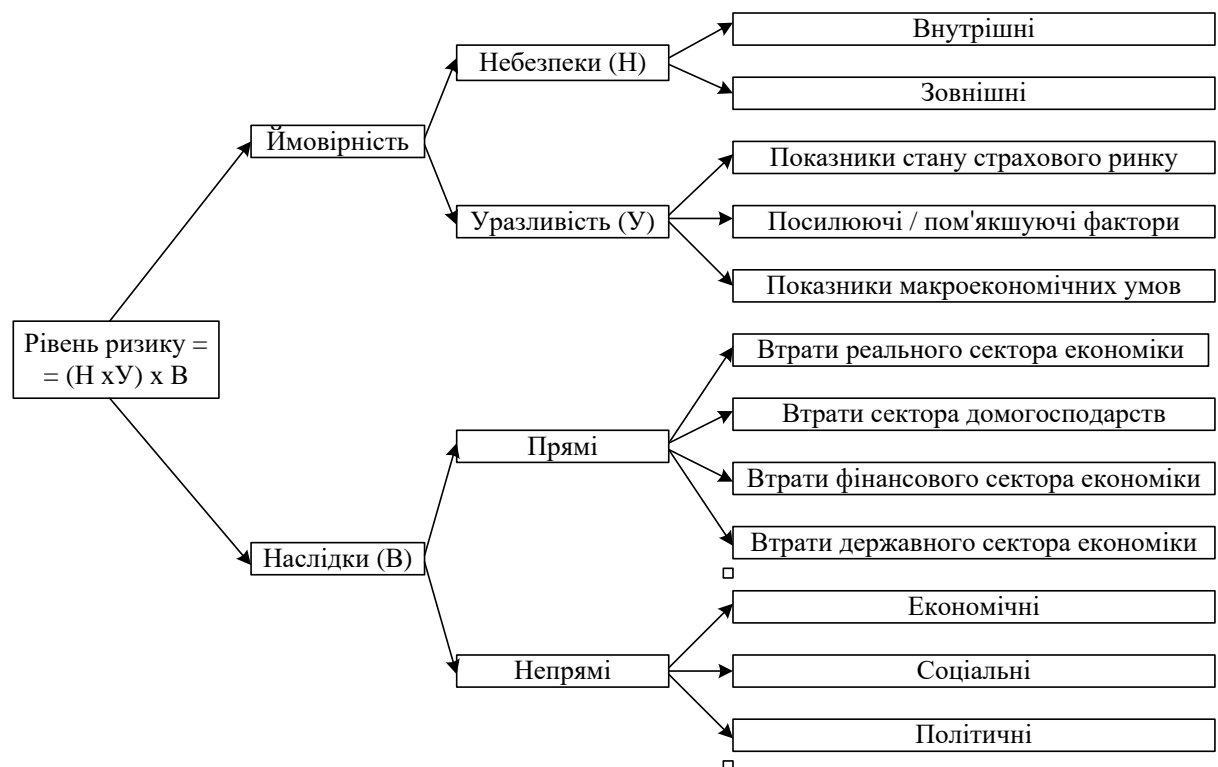 Рівень ризику =
= (Н хУ) х В
Ймовірність
Небезпеки (Н)
Внутрішні
Зовнішні
Уразливість (У)
Показники стану страхового ринку
Посилюючі / пом'якшуючі фактори
Показники макроекономічних умов
Наслідки (В)
Прямі
Втрати реального сектора економіки
Втрати сектора домогосподарств
Втрати фінансового сектора економіки
Втрати державного сектора економіки
Непрямі
Економічні
Соціальні
Політичні